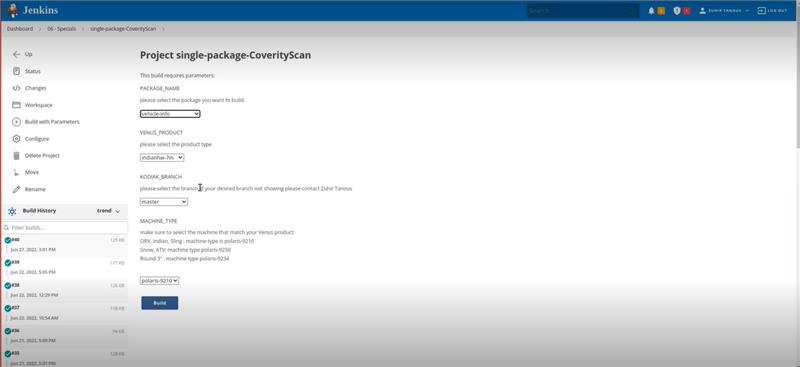 Jenkins
Search
ZUHIR TANOUS
LOG OUT
Dashboard
06 - Specials
single-package-CoverityScan
Up
Status
Changes
Workspace
Build with Parameters
Configure
Delete Project
Move
Rename
Build History
trend
Filter builds...
#40
129 KB
Jun 27, 2022, 3:01 PM
#39
177 KB
Jun 22, 2022, 5:05 PM
#38
126 KB
Jun 22, 2022, 12:29 PM
#37
118 KB
Jun 22, 2022, 10:54 AM
#36
94 KB
Jun 21, 2022, 5:09 PM
#35
128 KB
Jun 21, 2022, 5:01 PM
Project single-package-CoverityScan
This build requires parameters:
PACKAGE_NAME
please select the package you want to build.
vehicle-info
VENUS_PRODUCT
please select the product type
indianhw-7in
KODIAK_BRANCH
please select the branch if your desired branch not showing please contact Zuhir Tanous
master
MACHINE_TYPE
make sure to select the machine that match your Venus product:
ORV, Indian, Sling : machine type is polaris-9210
Snow, ATV: machine type polaris-9250
Round 3" : machine type polaris-9234
polaris-9210
Build